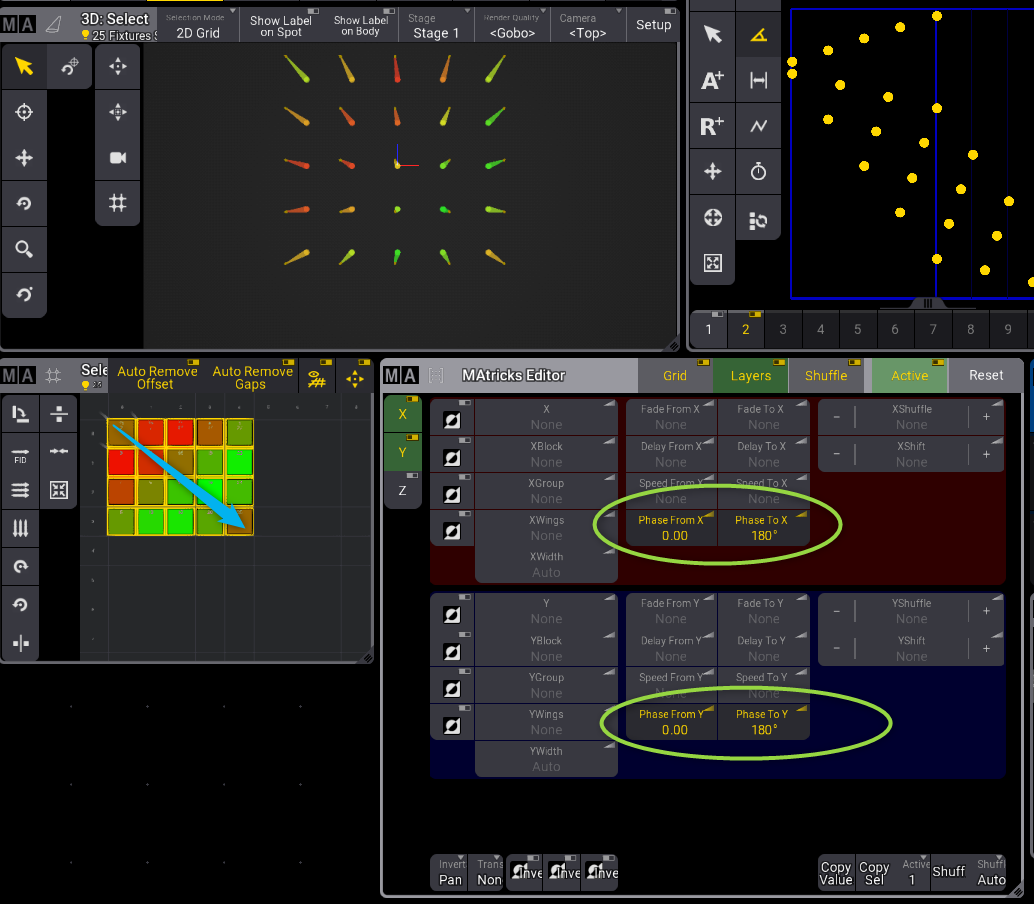 MA
3D: Select
25 Fixtures S
Selection Mode
2D Grid
Show Label
on Spot
Show Label
on Body
Stage
Stage 1
Render Quality
<Gobo>
Camera
<Top>
Setup
A+
R+
1 2 3 4 5 6 7 8 9
MA
Sele
Auto Remove
Offset
Auto Remove
Gaps
FID
MA
MAtricks Editor
Grid
Layers
Shuffle
Active
Reset
X
Y
Z
X
None
Fade From X
None
Fade To X
None
XShuffle
None
- +
XBlock
None
Delay From X
None
Delay To X
None
XShift
None
- +
XGroup
None
Speed From X
None
Speed To X
None
XWings
None
Phase From X
0.00
Phase To X
180°
XWidth
Auto
Y
None
Fade From Y
None
Fade To Y
None
YShuffle
None
- +
YBlock
None
Delay From Y
None
Delay To Y
None
YShift
None
- +
YGroup
None
Speed From Y
None
Speed To Y
None
YWings
None
Phase From Y
0.00
Phase To Y
180°
YWidth
Auto
Invert
Pan
Trans
Non
Inve
Inve
Inve
Copy
Value
Copy
Sel
Active
1
Shuff
Shuffl
Auto